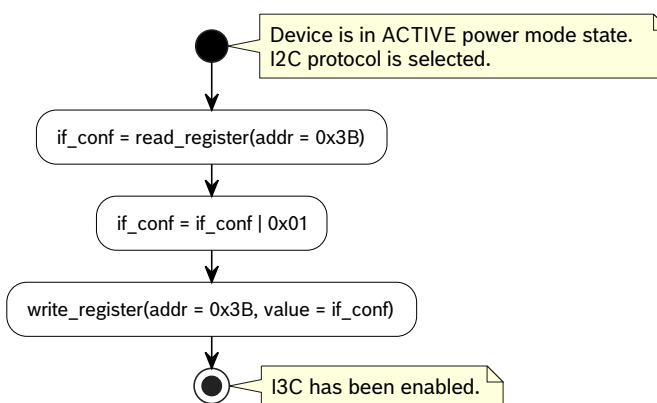 Device is in ACTIVE power mode state.
I2C protocol is selected.
if_conf = read_register(addr = 0x3B)
if_conf = if_conf | 0x01
write_register(addr = 0x3B, value = if_conf)
I3C has been enabled.